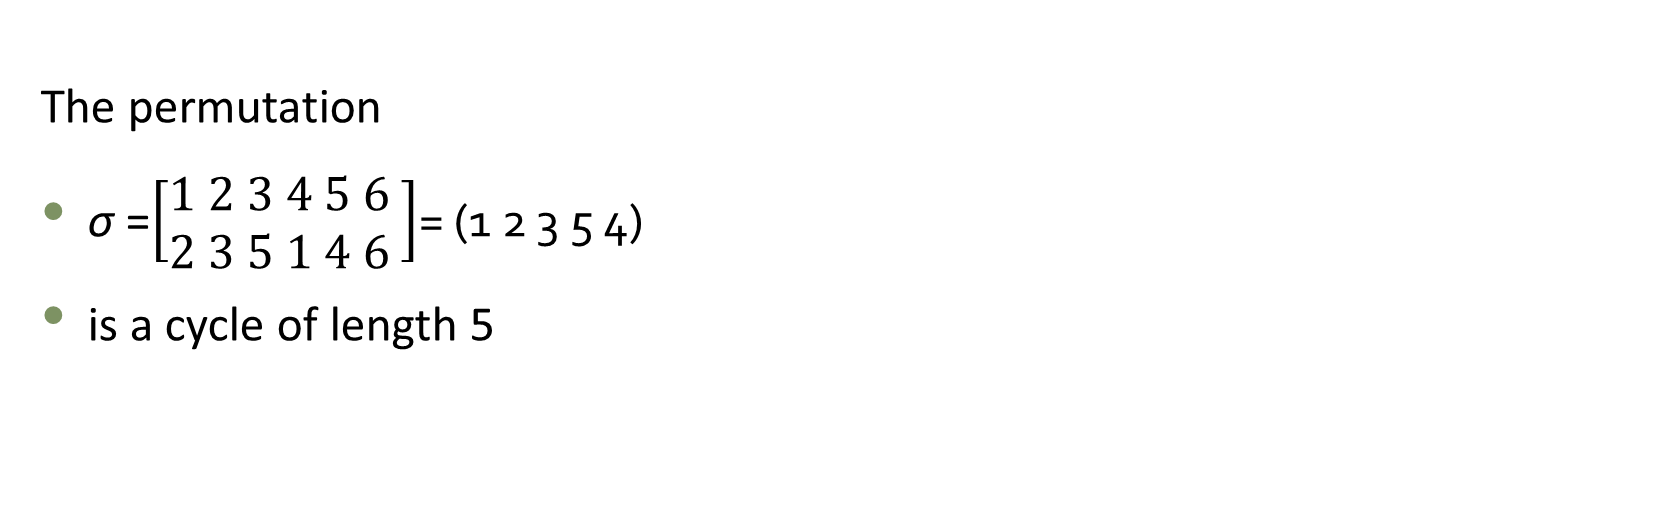 The permutation
• σ = [1 2 3 4 5 6
2 3 5 1 4 6] = (1 2 3 5 4)
• is a cycle of length 5